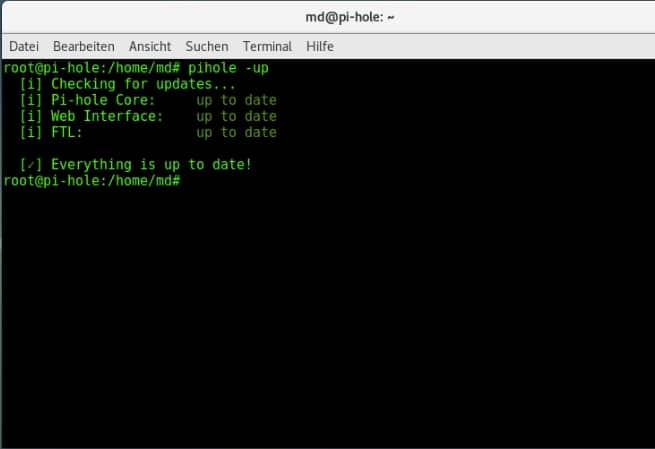 md@pi-hole: ~
Datei Bearbeiten Ansicht Suchen Terminal Hilfe
root@pi-hole:/home/md# pihole -up
  [i] Checking for updates...
  [i] Pi-hole Core:     up to date
  [i] Web Interface:    up to date
  [i] FTL:              up to date

  [✓] Everything is up to date!
root@pi-hole:/home/md#